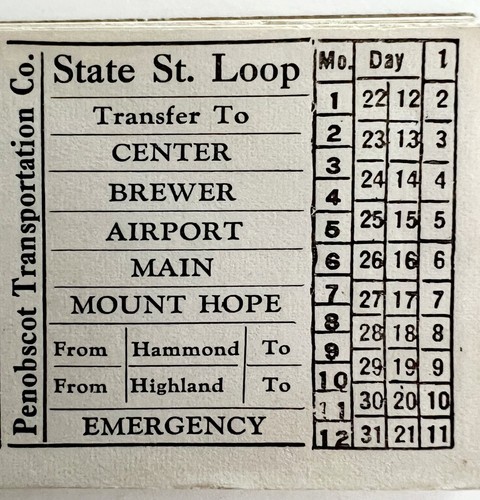 Penobscot Transportation Co.
State St. Loop
Transfer To
CENTER
BREWER
AIRPORT
MAIN
MOUNT HOPE
From Hammond To
From Highland To
EMERGENCY
Mo. Day 1
1 22 12 2
2 23 13 3
3 24 14 4
4 25 15 5
5 26 16 6
6 27 17 7
7 28 18 8
8 29 19 9
9 30 20 10
10 31 21 11
11
12